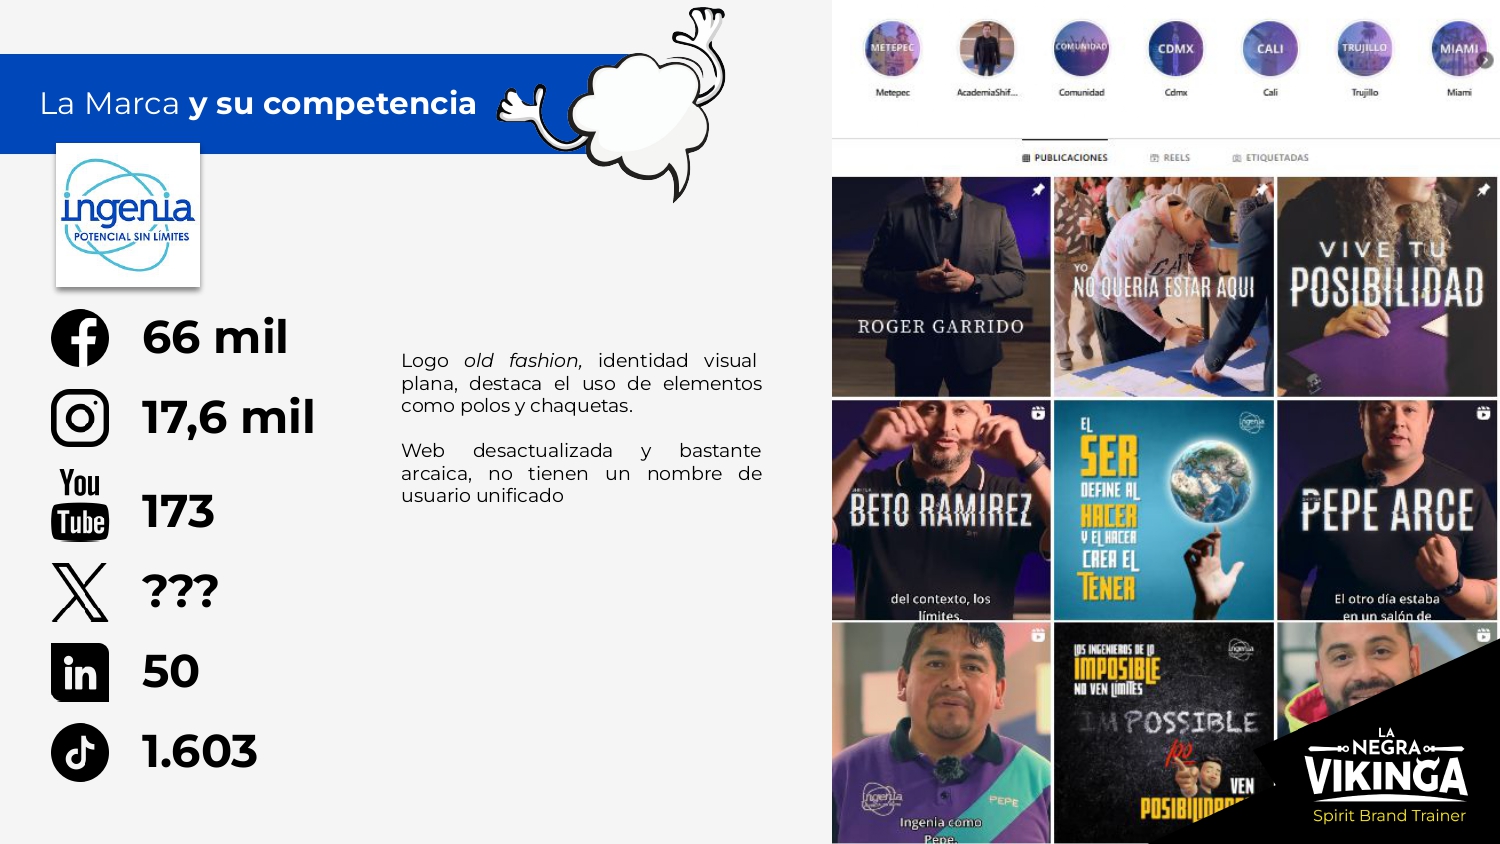 La Marca y su competencia
ingenia
POTENCIAL SIN LÍMITES
66 mil
17,6 mil
You
Tube
173
???
in
50
1.603
Logo old fashion, identidad visual
plana, destaca el uso de elementos
como polos y chaquetas.
Web desactualizada y bastante
arcaica, no tienen un nombre de
usuario unificado
METEPEC
COMUNIDAD
CDMX
CALI
TRUJILLO
MIAMI
Metepec
AcademiaShif...
Comunidad
Cdmx
Cali
Trujillo
Miami
PUBLICACIONES
REELS
ETIQUETADAS
ROGER GARRIDO
YO
NO QUERIA ESTAR AQUI
VIVE TU
POSIBILIDAD
BETO RAMIREZ
del contexto, los
límites.
EL
SER
DEFINE AL
HACER
Y EL HACER
CREA EL
TENER
ingenia
PEPE ARCE
El otro día estaba
en un salón de
ingenia
PEPE
Ingenia como
Pepe.
LOS INGENIEROS DE LO
IMPOSIBLE
NO VEN LÍMITES
ingenia
IMPOSSIBLE
VEN
LA
NEGRA
VIKINGA
Spirit Brand Trainer